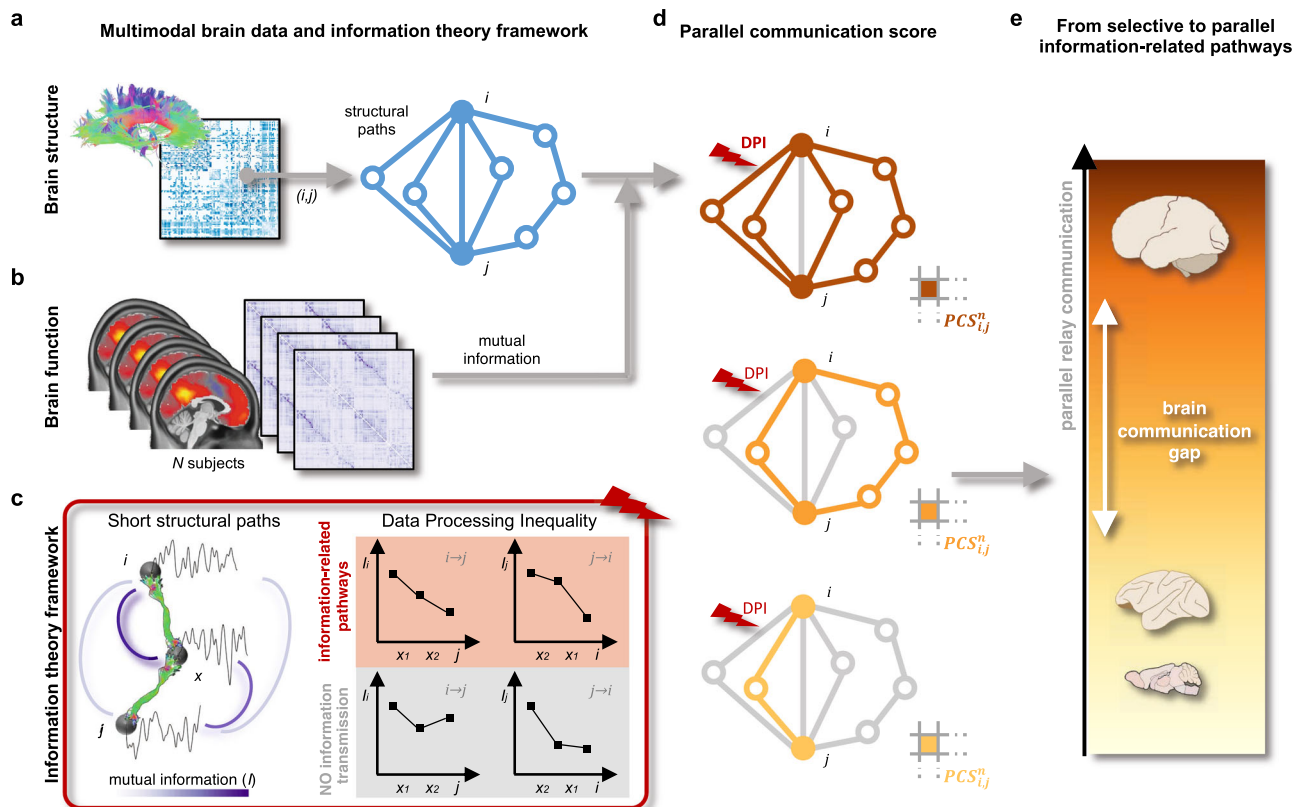 a
Multimodal brain data and information theory framework
Brain structure
structural
paths
(i,j)
i
j
b
Brain function
N subjects
mutual
information
c
Information theory framework
Short structural paths
i
x
j
mutual information (I)
Data Processing Inequality
information-related
pathways
Ii
i→j
x1 x2 j
Ij
j→i
x2 x1 i
NO information
transmission
Ii
i→j
x1 x2 j
Ij
j→i
x2 x1 i
d
Parallel communication score
DPI
i
j
PCSⁿi,j
DPI
i
j
PCSⁿi,j
DPI
i
j
PCSⁿi,j
e
From selective to parallel
information-related pathways
parallel relay communication
brain
communication
gap